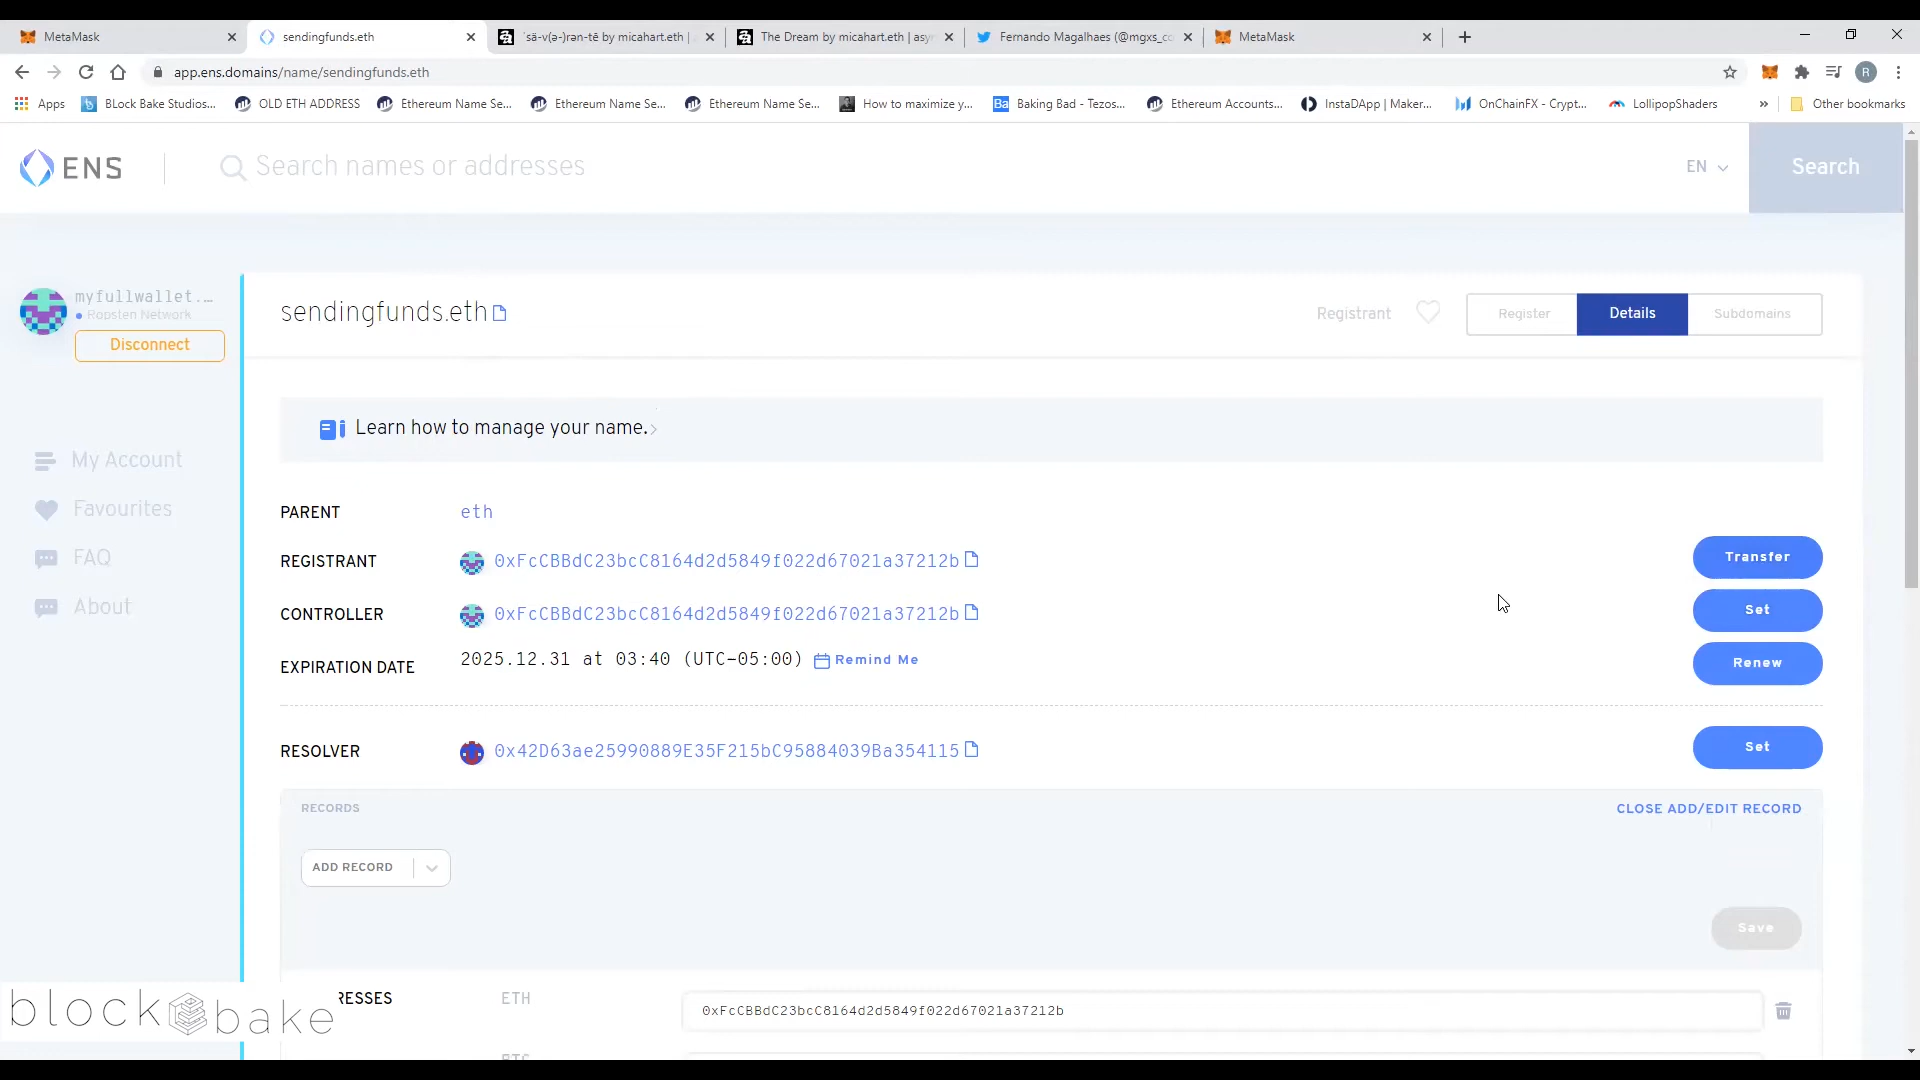 MetaMask
sendingfunds.eth
ˈsā-v(ə-)rən-tē by micahart.eth |
The Dream by micahart.eth | asyn
Fernando Magalhaes (@mgxs_co
MetaMask
app.ens.domains/name/sendingfunds.eth
R
Apps
BLock Bake Studios...
OLD ETH ADDRESS
Ethereum Name Se...
Ethereum Name Se...
Ethereum Name Se...
How to maximize y...
Ba
Baking Bad - Tezos...
Ethereum Accounts...
InstaDApp | Maker...
OnChainFX - Crypt...
LollipopShaders
»
Other bookmarks
ENS
Search names or addresses
EN
Search
myfullwallet....
Ropsten Network
Disconnect
My Account
Favourites
FAQ
About
sendingfunds.eth
Registrant
Register
Details
Subdomains
Learn how to manage your name.
PARENT
eth
REGISTRANT
0xFcCBBdC23bcC8164d2d5849f022d67021a37212b
Transfer
CONTROLLER
0xFcCBBdC23bcC8164d2d5849f022d67021a37212b
Set
EXPIRATION DATE
2025.12.31 at 03:40 (UTC-05:00)
Remind Me
Renew
RESOLVER
0x42D63ae25990889E35F215bC95884039Ba354115
Set
RECORDS
CLOSE ADD/EDIT RECORD
ADD RECORD
Save
RESSES
ETH
0xFcCBBdC23bcC8164d2d5849f022d67021a37212b
BTC
block bake